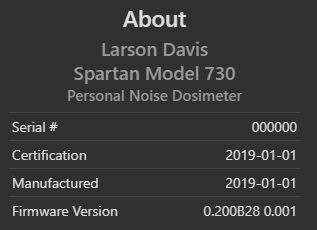 About
Larson Davis
Spartan Model 730
Personal Noise Dosimeter
Serial # 000000
Certification 2019-01-01
Manufactured 2019-01-01
Firmware Version 0.200B28 0.001